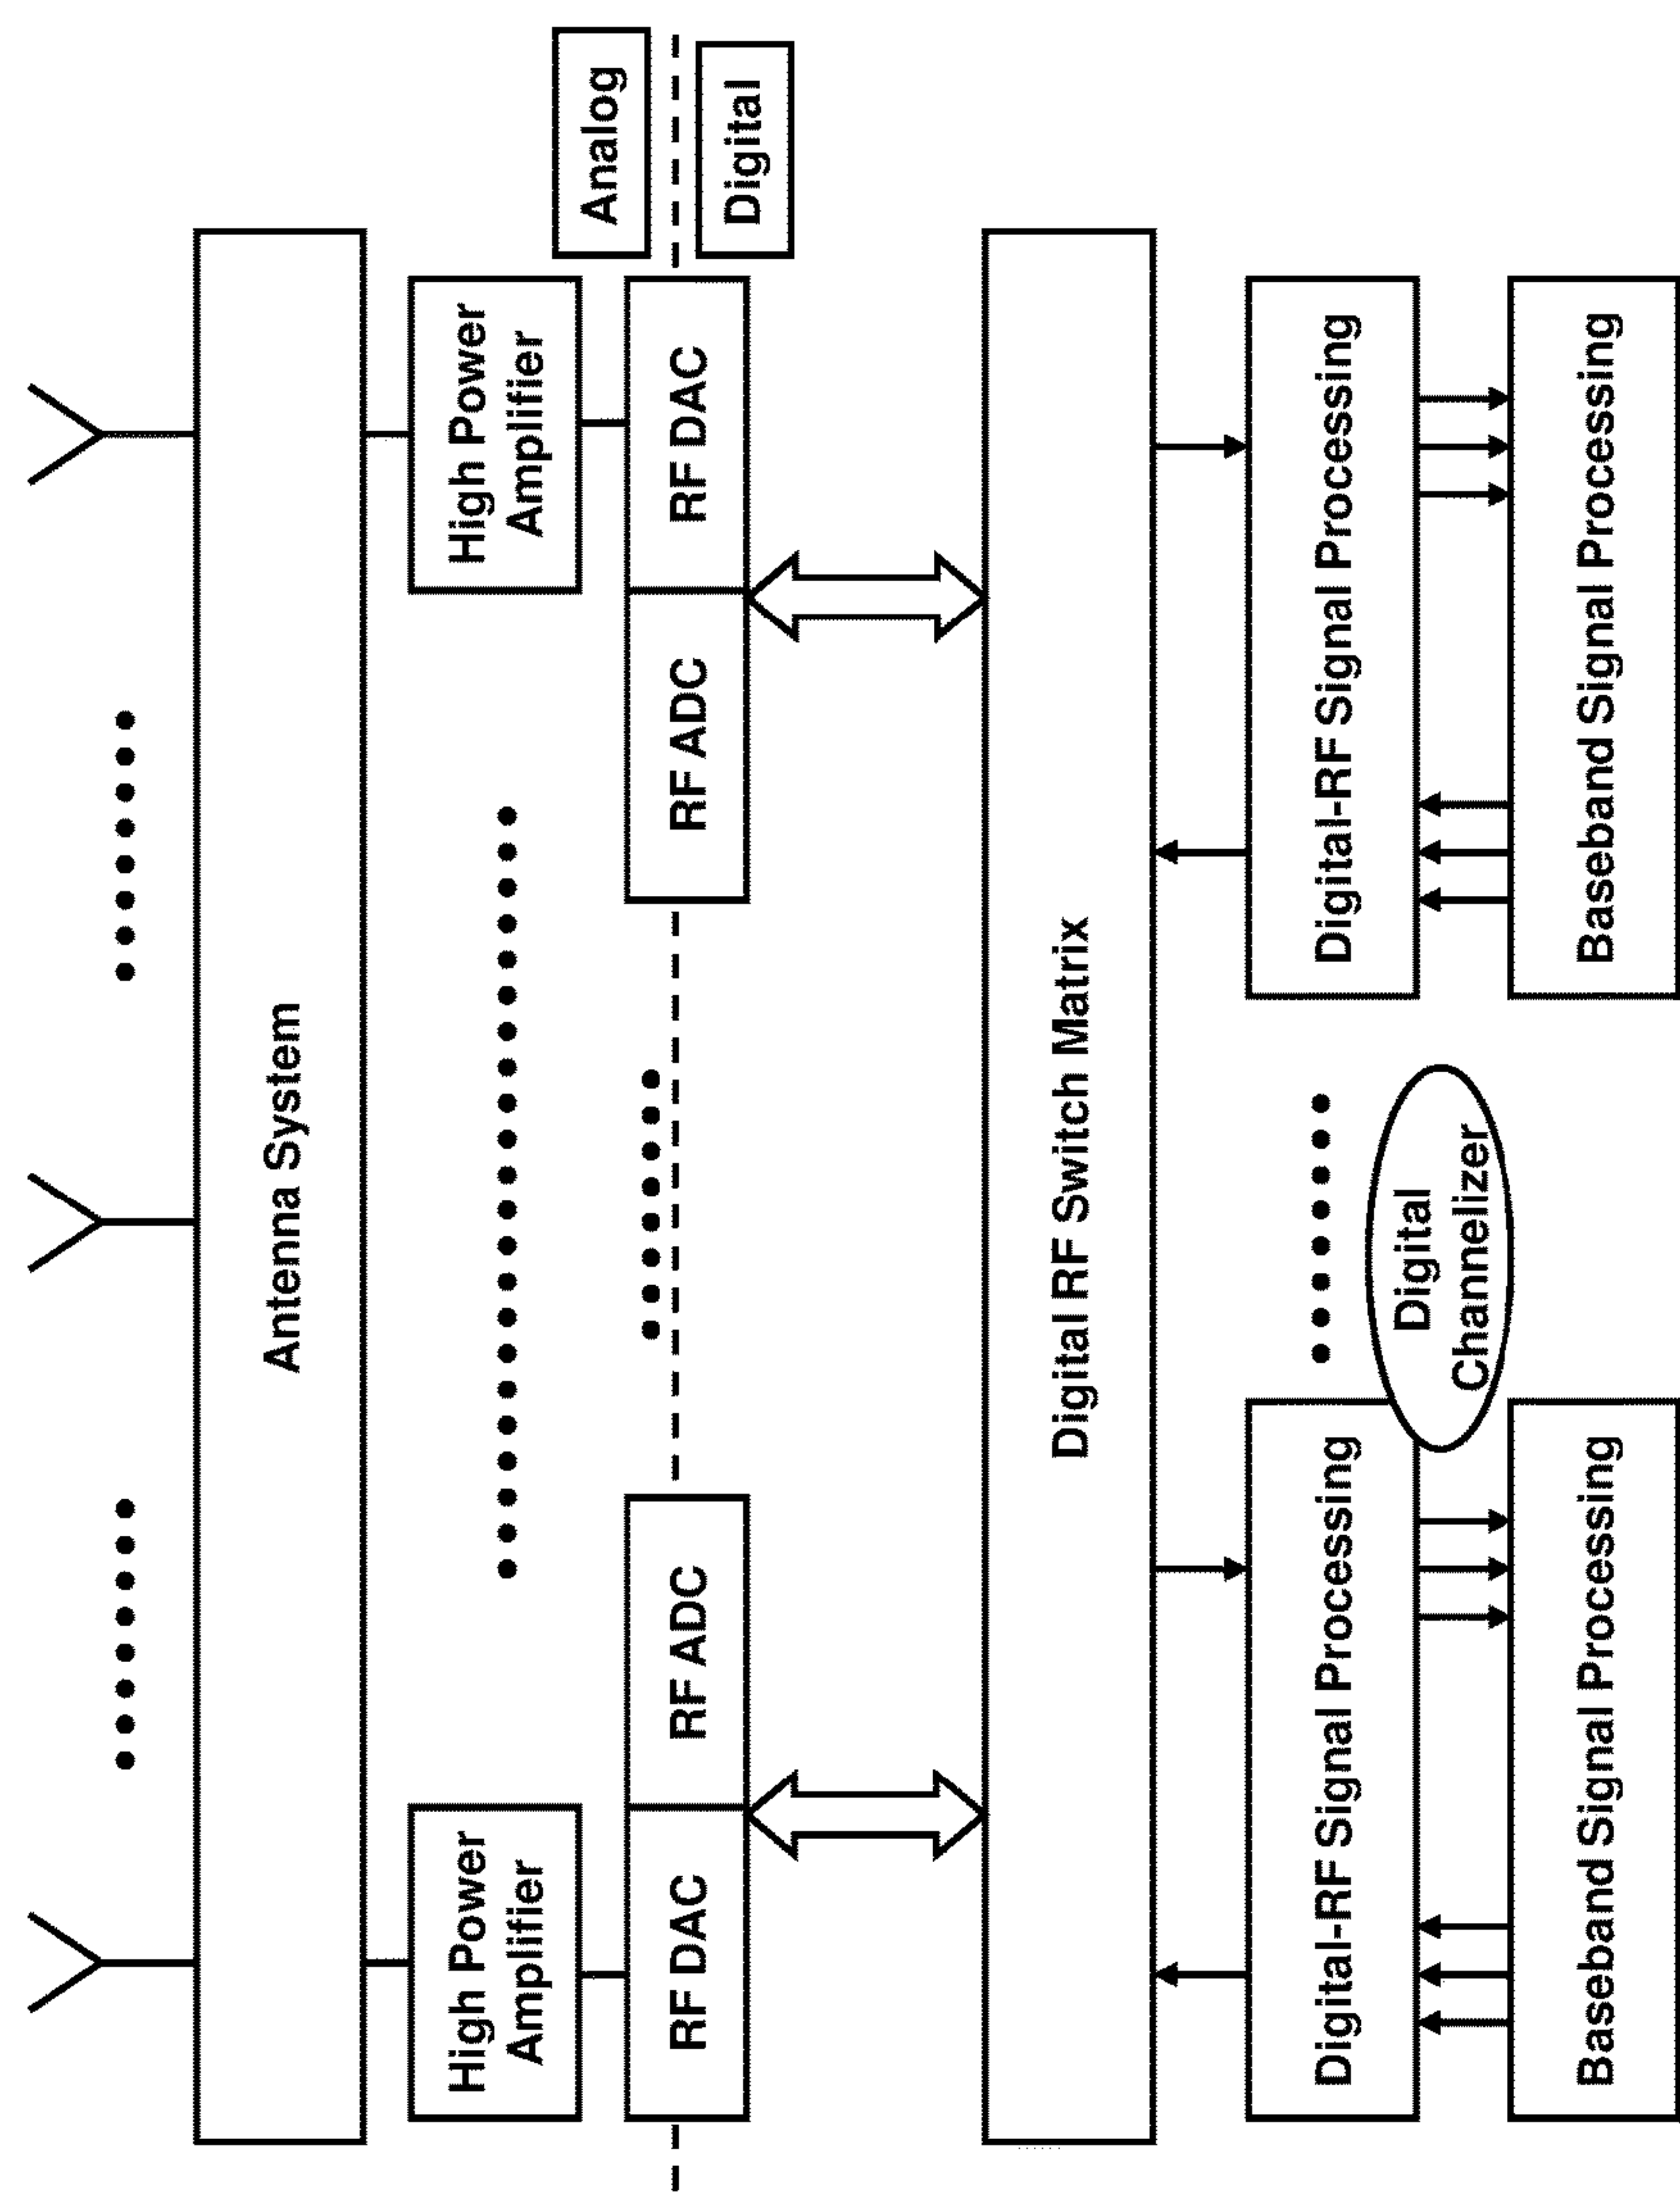 Antenna System
High Power
Amplifier
High Power
Amplifier
Analog
RF DAC
RF ADC
RF ADC
RF DAC
Digital
Digital RF Switch Matrix
Digital-RF Signal Processing
Digital-RF Signal Processing
Digital
Channelizer
Baseband Signal Processing
Baseband Signal Processing